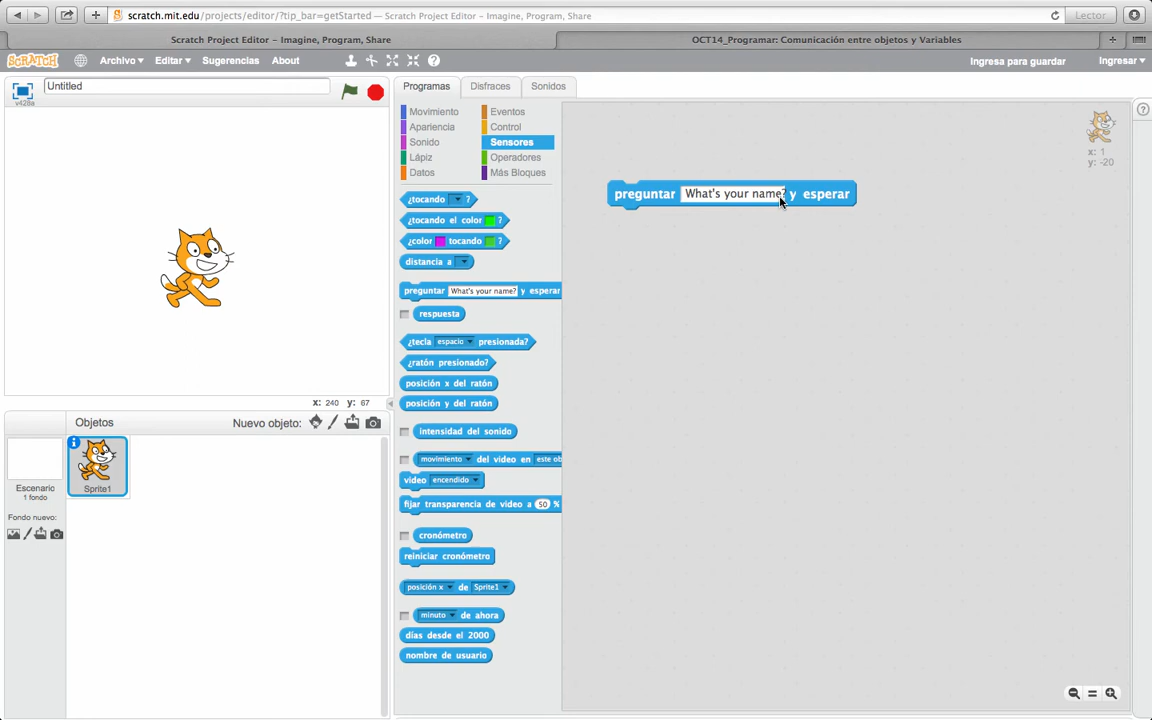 scratch.mit.edu/projects/editor/?tip_bar=getStarted — Scratch Project Editor - Imagine, Program, Share
Lector
Scratch Project Editor - Imagine, Program, Share
OCT14_Programar: Comunicación entre objetos y Variables
SCRATCH
Archivo
Editar
Sugerencias
About
Ingresa para guardar
Ingresar
Untitled
v428a
Programas
Disfraces
Sonidos
Movimiento
Eventos
Apariencia
Control
Sonido
Sensores
Lápiz
Operadores
Datos
Más Bloques
¿tocando ?
¿tocando el color ?
¿color tocando ?
distancia a
preguntar What's your name? y esperar
respuesta
¿tecla espacio presionada?
¿ratón presionado?
posición x del ratón
posición y del ratón
intensidad del sonido
movimiento del video en este ob
video encendido
fijar transparencia de video a 50 %
cronómetro
reiniciar cronómetro
posición x de Sprite1
minuto de ahora
días desde el 2000
nombre de usuario
preguntar What's your name? y esperar
x: 1
y: -20
x: 240 y: 67
Objetos
Nuevo objeto:
Sprite1
Escenario
1 fondo
Fondo nuevo: